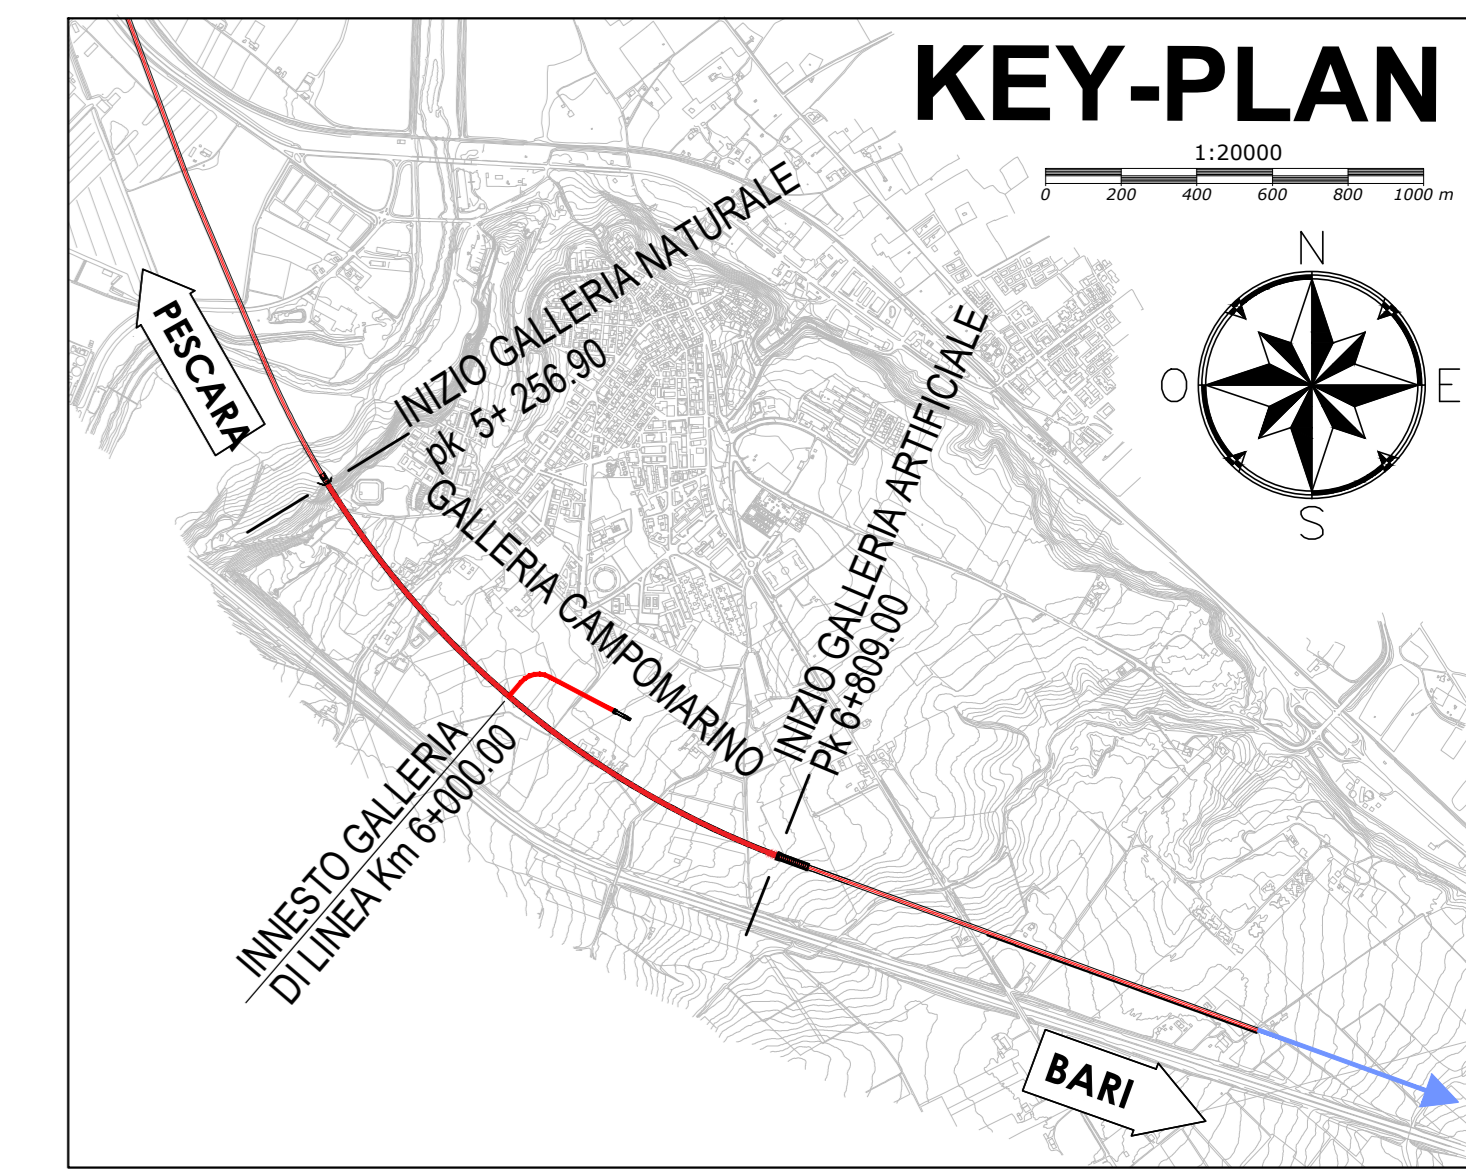 KEY-PLAN
1:20000
0 200 400 600 800 1000 m
N
O
E
S
PESCARA
INIZIO GALLERIA NATURALE
pk 5+ 256.90
GALLERIA CAMPOMARINO
INIZIO GALLERIA ARTIFICIALE
Pk 6+809.00
INNESTO GALLERIA
DI LINEA Km 6+000.00
BARI